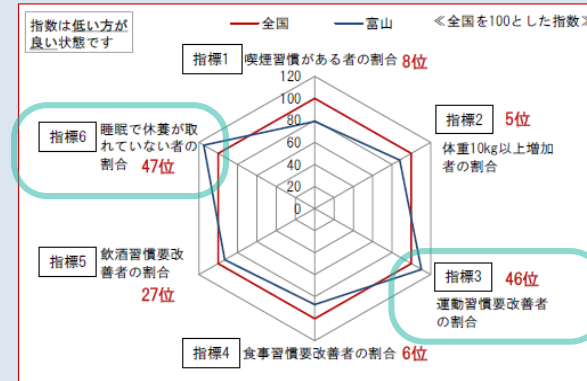 指数は低い方が
良い状態です
全国
富山
≪全国を100とした指数≫
指標1 喫煙習慣がある者の割合 8位
120
100
80
60
40
20
0
指標2 5位
体重10kg以上増加
者の割合
指標3 46位
運動習慣要改善者
の割合
指標4 食事習慣要改善者の割合 6位
指標5 飲酒習慣要改
善者の割合
27位
指標6 睡眠で休養が取
れていない者の
割合 47位